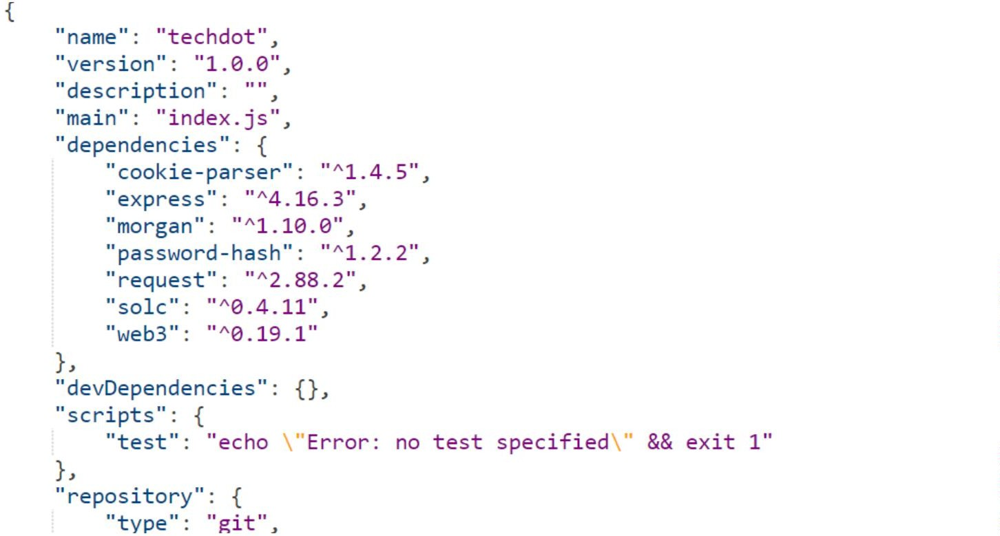 {
    "name": "techdot",
    "version": "1.0.0",
    "description": "",
    "main": "index.js",
    "dependencies": {
        "cookie-parser": "^1.4.5",
        "express": "^4.16.3",
        "morgan": "^1.10.0",
        "password-hash": "^1.2.2",
        "request": "^2.88.2",
        "solc": "^0.4.11",
        "web3": "^0.19.1"
    },
    "devDependencies": {},
    "scripts": {
        "test": "echo \"Error: no test specified\" && exit 1"
    },
    "repository": {
        "type": "git",